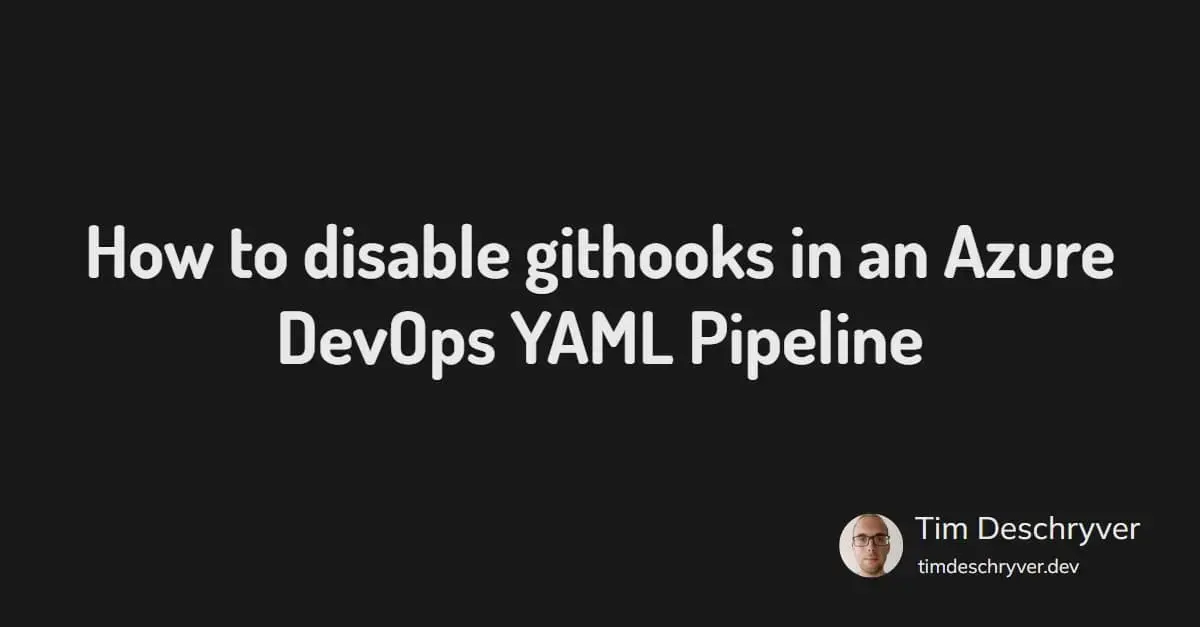 How to disable githooks in an Azure
DevOps YAML Pipeline
Tim Deschryver
timdeschryver.dev